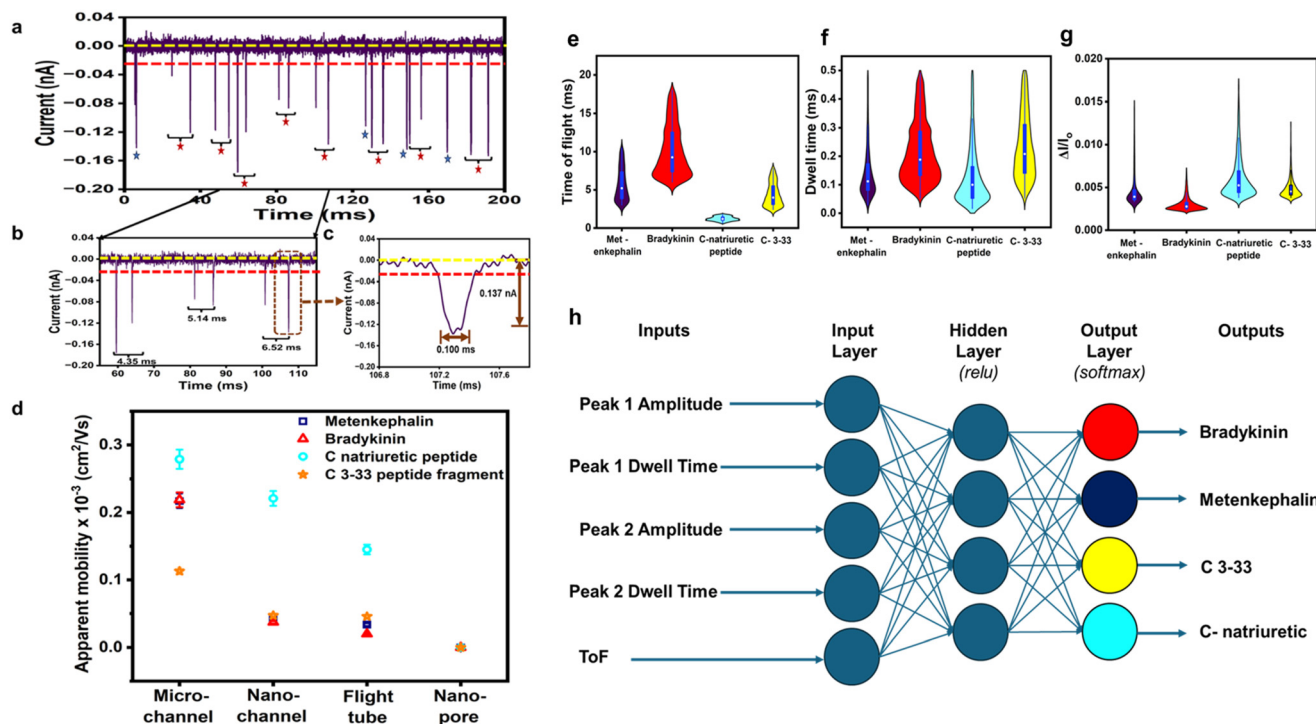 a
0.04
0.00
−0.04
−0.08
−0.12
−0.16
−0.20
Current (nA)
0
40
80
120
160
200
Time (ms)
b
0.04
0.00
−0.04
−0.08
−0.12
−0.16
−0.20
Current (nA)
4.35 ms
5.14 ms
6.52 ms
60
70
80
90
100
110
Time (ms)
c
0.04
0.00
−0.04
−0.08
−0.12
−0.16
−0.20
Current (nA)
0.137 nA
0.100 ms
106.8
107.2
107.6
Time (ms)
d
Apparent mobility x 10⁻³ (cm²/Vs)
0.3
0.2
0.1
0.0
Metenkephalin
Bradykinin
C natriuretic peptide
C 3-33 peptide fragment
Micro-
channel
Nano-
channel
Flight
tube
Nano-
pore
e
Time of flight (ms)
20
15
10
5
0
Met -
enkephalin
Bradykinin
C-natriuretic
peptide
C- 3-33
f
Dwell time (ms)
0.5
0.4
0.3
0.2
0.1
0.0
Met -
enkephalin
Bradykinin
C-natriuretic
peptide
C- 3-33
g
ΔI/Io
0.020
0.015
0.010
0.005
0.000
Met -
enkephalin
Bradykinin
C-natriuretic
peptide
C- 3-33
h
Inputs
Input
Layer
Hidden
Layer
(relu)
Output
Layer
(softmax)
Outputs
Peak 1 Amplitude
Peak 1 Dwell Time
Peak 2 Amplitude
Peak 2 Dwell Time
ToF
Bradykinin
Metenkephalin
C 3-33
C- natriuretic